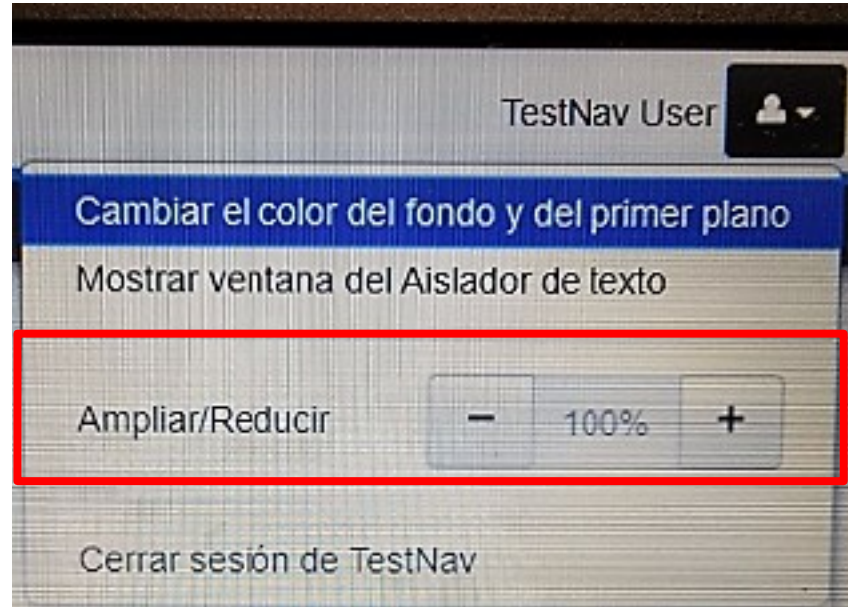 TestNav User
Cambiar el color del fondo y del primer plano
Mostrar ventana del Aislador de texto
Ampliar/Reducir - 100% +
Cerrar sesión de TestNav